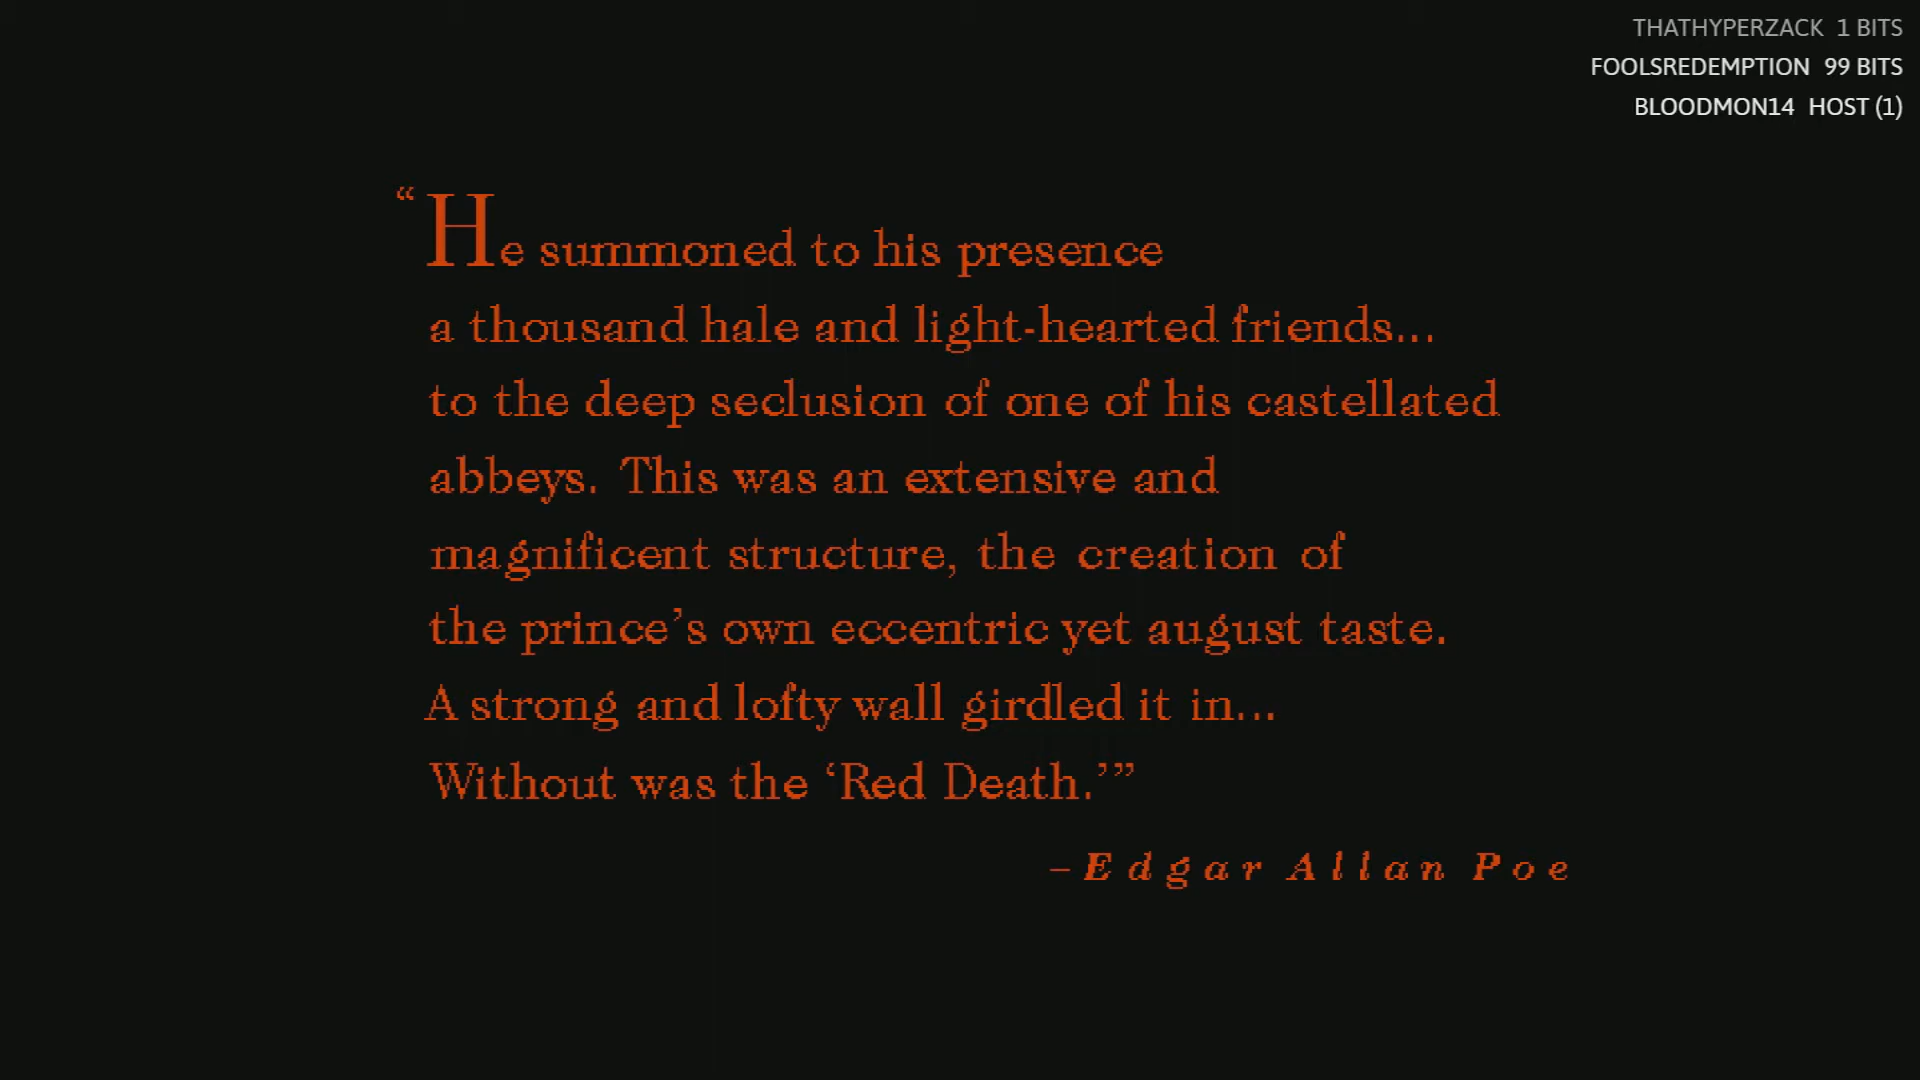 THATHYPERZACK 1 BITS
FOOLSREDEMPTION 99 BITS
BLOODMON14 HOST (1)
“He summoned to his presence
a thousand hale and light-hearted friends...
to the deep seclusion of one of his castellated
abbeys. This was an extensive and
magnificent structure, the creation of
the prince’s own eccentric yet august taste.
A strong and lofty wall girdled it in...
Without was the ‘Red Death.’”
– Edgar Allan Poe